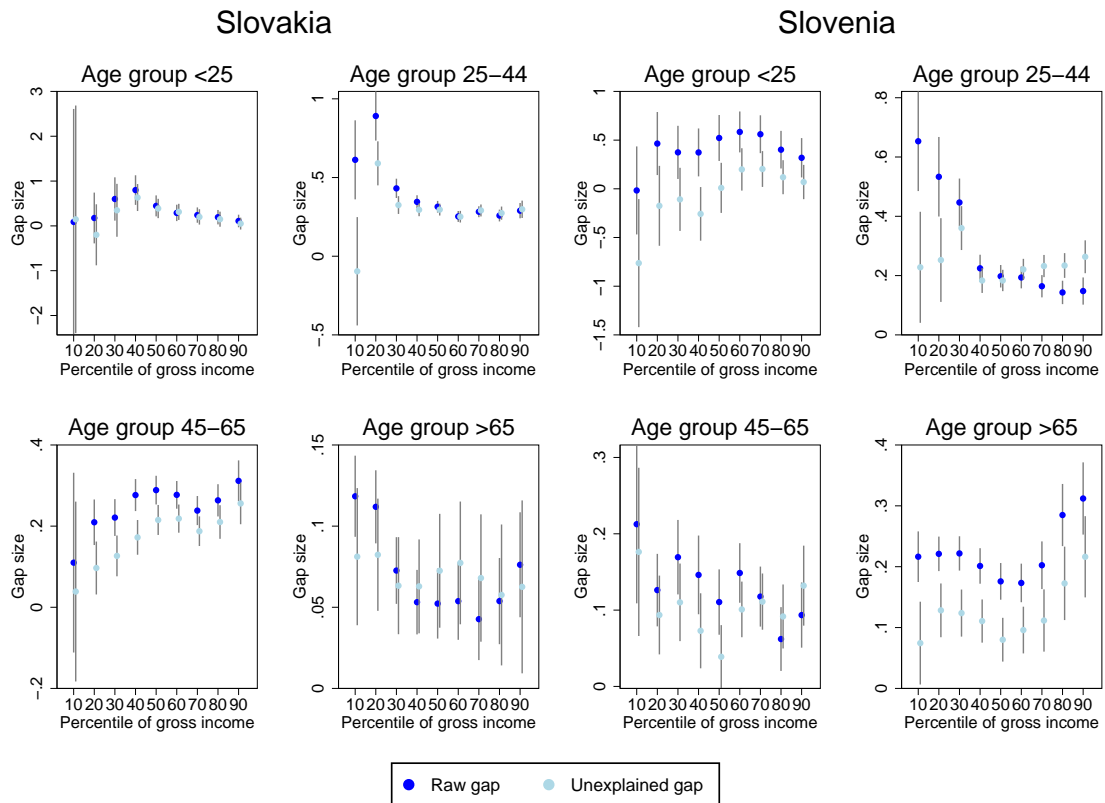 Slovakia
Slovenia
Age group <25
Gap size
3
2
1
0
−1
−2
10 20 30 40 50 60 70 80 90
Percentile of gross income
Age group 25−44
Gap size
1
.5
0
−.5
10 20 30 40 50 60 70 80 90
Percentile of gross income
Age group <25
Gap size
1
.5
0
−.5
−1
−1.5
10 20 30 40 50 60 70 80 90
Percentile of gross income
Age group 25−44
Gap size
.8
.6
.4
.2
0
10 20 30 40 50 60 70 80 90
Percentile of gross income
Age group 45−65
Gap size
.4
.2
0
−.2
10 20 30 40 50 60 70 80 90
Percentile of gross income
Age group >65
Gap size
.15
.1
.05
0
10 20 30 40 50 60 70 80 90
Percentile of gross income
Age group 45−65
Gap size
.3
.2
.1
0
10 20 30 40 50 60 70 80 90
Percentile of gross income
Age group >65
Gap size
.4
.3
.2
.1
0
10 20 30 40 50 60 70 80 90
Percentile of gross income
Raw gap
Unexplained gap